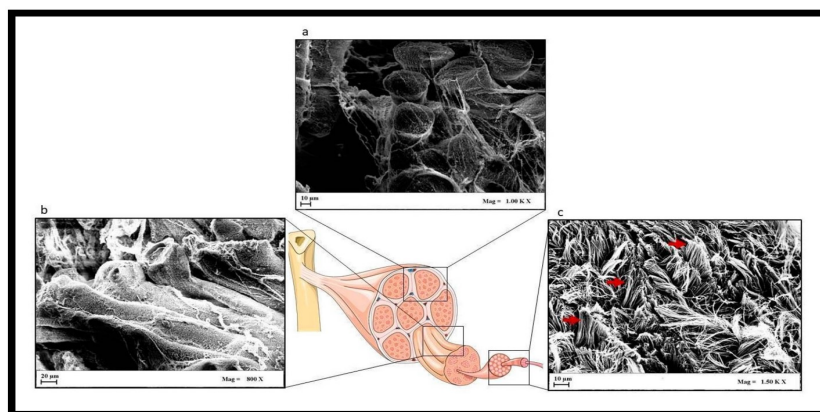 a
10 µm Mag = 1.00 K X
b
20 µm Mag = 800 X
c
10 µm Mag = 1.50 K X